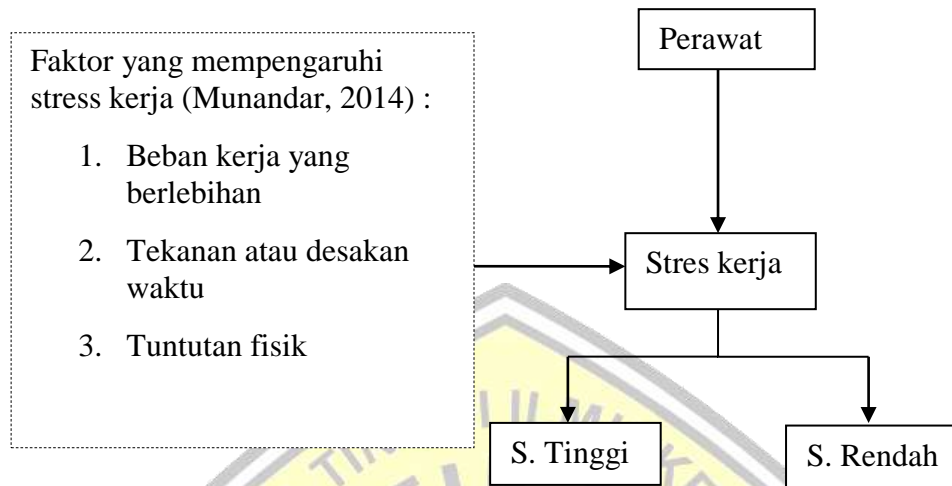 Faktor yang mempengaruhi
stress kerja (Munandar, 2014) :
1. Beban kerja yang
berlebihan
2. Tekanan atau desakan
waktu
3. Tuntutan fisik
Perawat
Stres kerja
S. Tinggi
S. Rendah